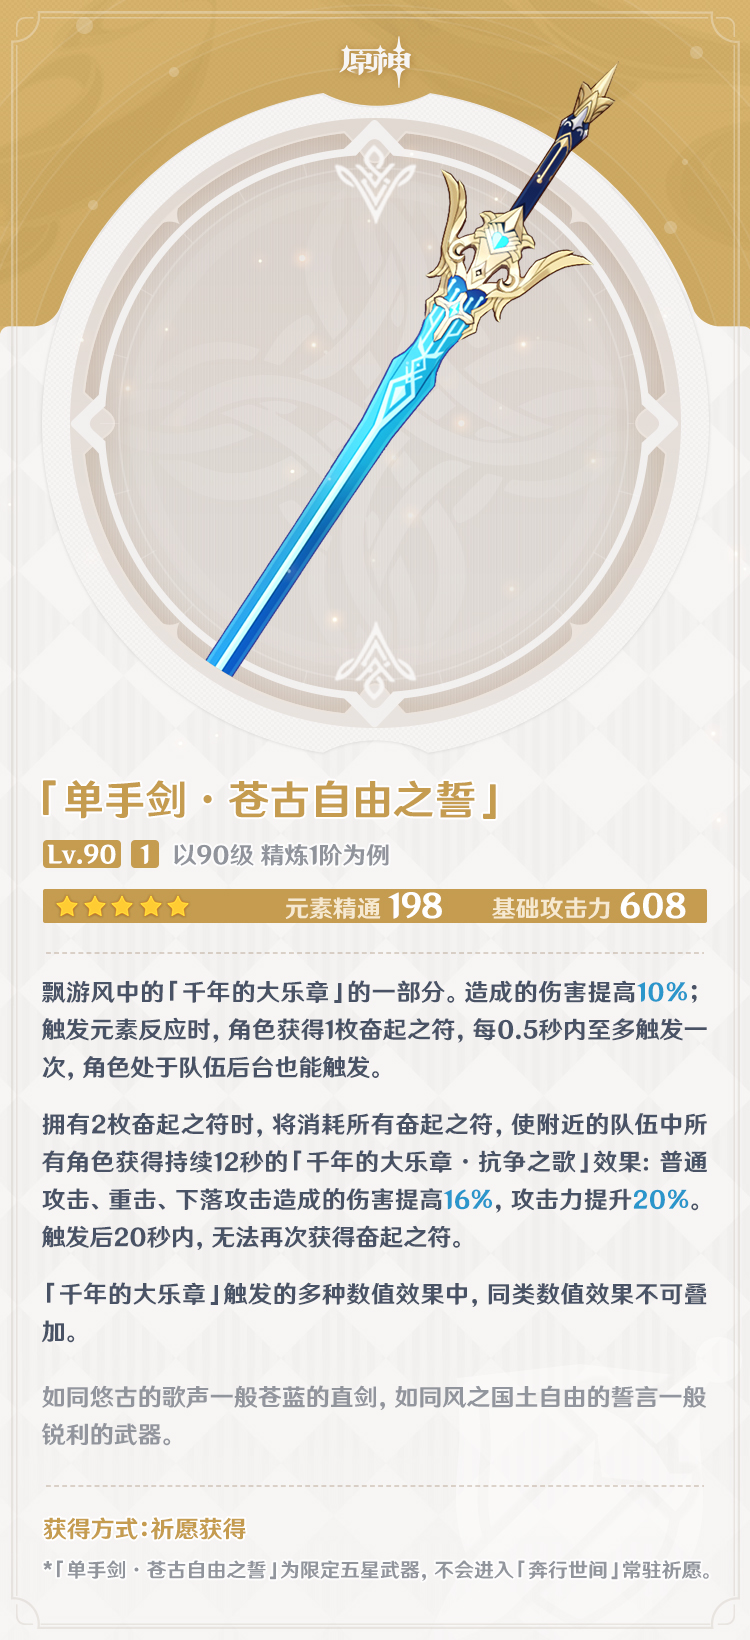 原神
「单手剑·苍古自由之誓」
Lv.90 1 以90级 精炼1阶为例
元素精通 198 基础攻击力 608
飘游风中的「千年的大乐章」的一部分。造成的伤害提高10%；
触发元素反应时，角色获得1枚奋起之符，每0.5秒内至多触发一
次，角色处于队伍后台也能触发。
拥有2枚奋起之符时，将消耗所有奋起之符，使附近的队伍中所
有角色获得持续12秒的「千年的大乐章·抗争之歌」效果：普通
攻击、重击、下落攻击造成的伤害提高16%，攻击力提升20%。
触发后20秒内，无法再次获得奋起之符。
「千年的大乐章」触发的多种数值效果中，同类数值效果不可叠
加。
如同悠古的歌声一般苍蓝的直剑，如同风之国土自由的誓言一般
锐利的武器。
获得方式：祈愿获得
*「单手剑·苍古自由之誓」为限定五星武器，不会进入「奔行世间」常驻祈愿。